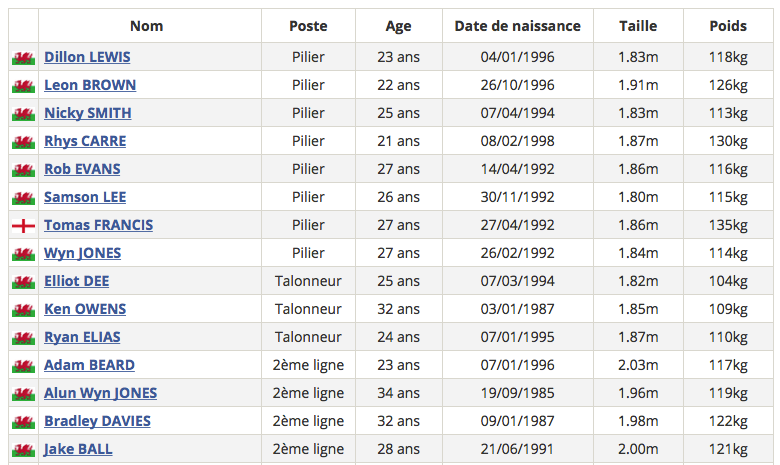 Nom Poste Age Date de naissance Taille Poids
Dillon LEWIS Pilier 23 ans 04/01/1996 1.83m 118kg
Leon BROWN Pilier 22 ans 26/10/1996 1.91m 126kg
Nicky SMITH Pilier 25 ans 07/04/1994 1.83m 113kg
Rhys CARRE Pilier 21 ans 08/02/1998 1.87m 130kg
Rob EVANS Pilier 27 ans 14/04/1992 1.86m 116kg
Samson LEE Pilier 26 ans 30/11/1992 1.80m 115kg
Tomas FRANCIS Pilier 27 ans 27/04/1992 1.86m 135kg
Wyn JONES Pilier 27 ans 26/02/1992 1.84m 114kg
Elliot DEE Talonneur 25 ans 07/03/1994 1.82m 104kg
Ken OWENS Talonneur 32 ans 03/01/1987 1.85m 109kg
Ryan ELIAS Talonneur 24 ans 07/01/1995 1.87m 110kg
Adam BEARD 2ème ligne 23 ans 07/01/1996 2.03m 117kg
Alun Wyn JONES 2ème ligne 34 ans 19/09/1985 1.96m 119kg
Bradley DAVIES 2ème ligne 32 ans 09/01/1987 1.98m 122kg
Jake BALL 2ème ligne 28 ans 21/06/1991 2.00m 121kg